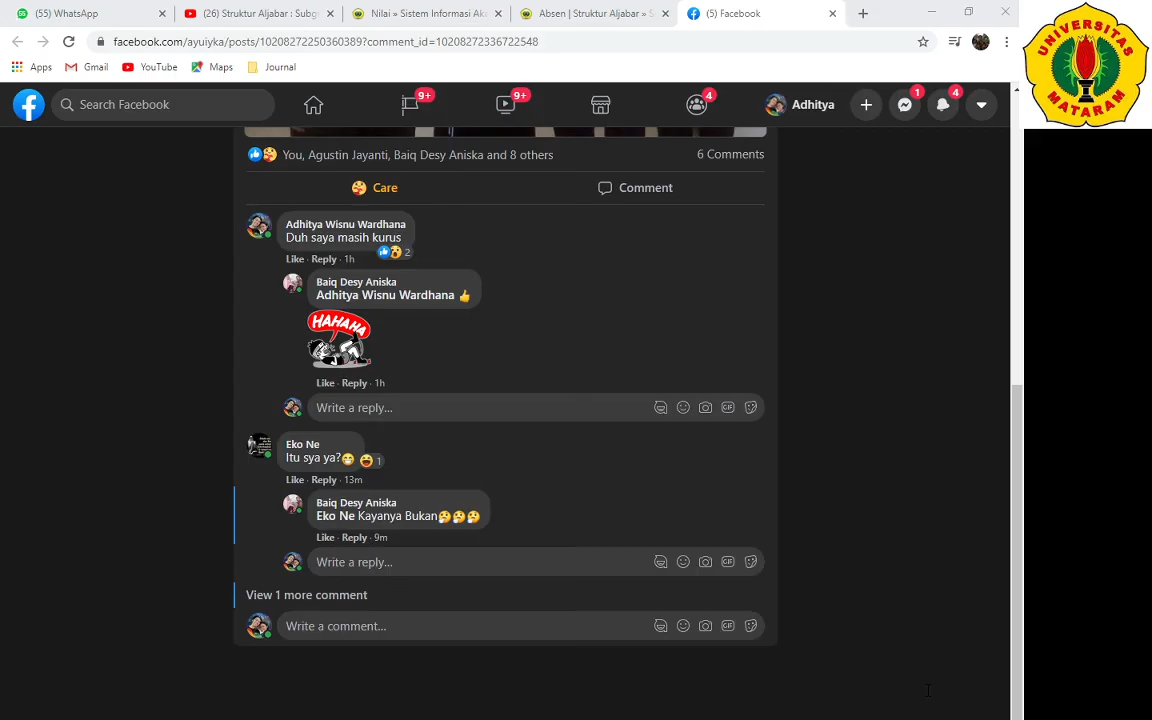 (55) WhatsApp
(26) Struktur Aljabar : Subg
Nilai » Sistem Informasi Aka
Absen | Struktur Aljabar » S
(5) Facebook
facebook.com/ayuiyka/posts/10208272250360389?comment_id=10208272336722548
Apps
Gmail
YouTube
Maps
Journal
Search Facebook
9+
9+
4
Adhitya
1
4
You, Agustin Jayanti, Baiq Desy Aniska and 8 others
6 Comments
Care
Comment
Adhitya Wisnu Wardhana
Duh saya masih kurus
2
Like · Reply · 1h
Baiq Desy Aniska
Adhitya Wisnu Wardhana 👍
HAHAHA
Like · Reply · 1h
Write a reply...
GIF
Eko Ne
Itu sya ya?😁
1
Like · Reply · 13m
Baiq Desy Aniska
Eko Ne Kayanya Bukan🤧🤧🤧
Like · Reply · 9m
Write a reply...
GIF
View 1 more comment
Write a comment...
GIF
UNIVERSITAS
MATARAM